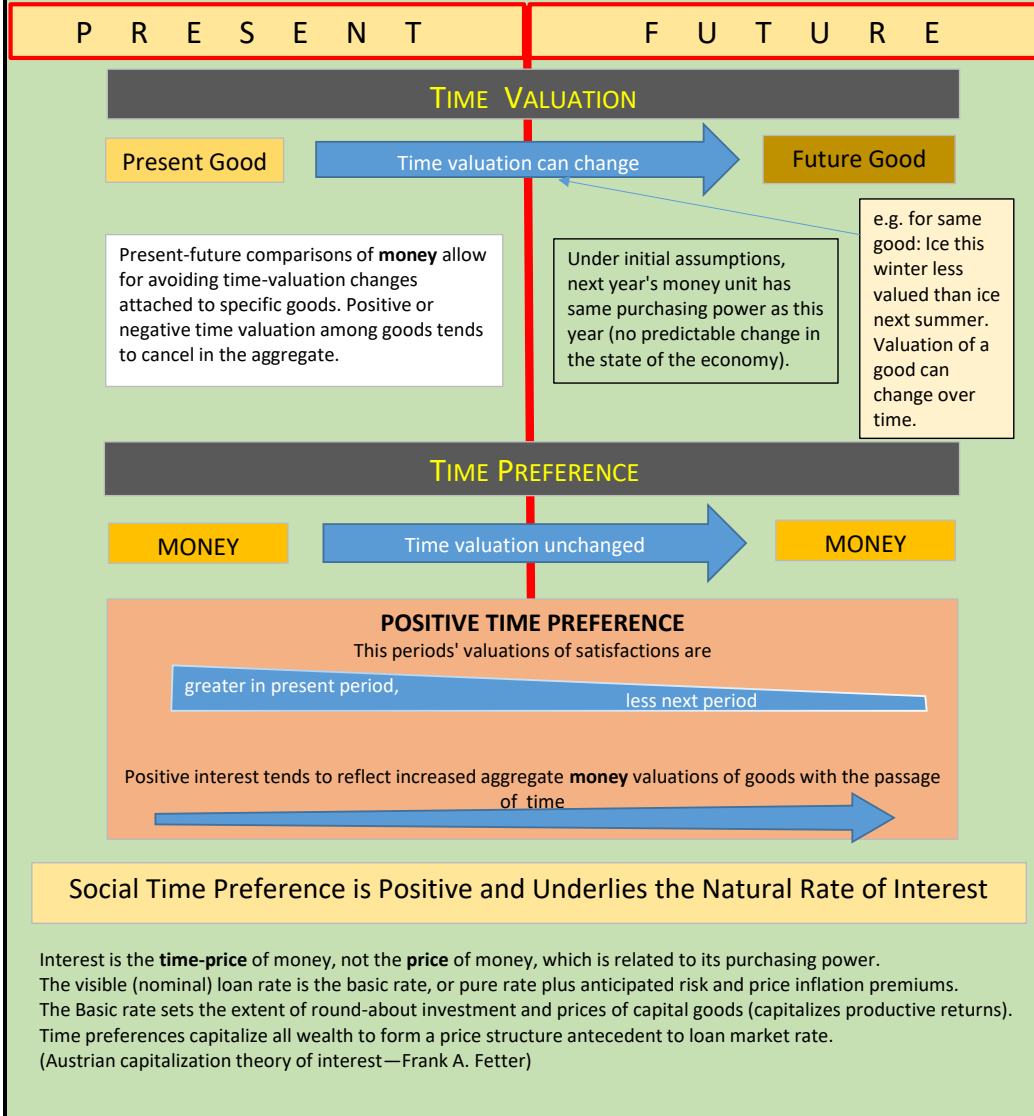 P R E S E N T
F U T U R E
TIME VALUATION
Present Good
Time valuation can change
Future Good
Present-future comparisons of money allow
for avoiding time-valuation changes
attached to specific goods. Positive or
negative time valuation among goods tends
to cancel in the aggregate.
Under initial assumptions,
next year's money unit has
same purchasing power as this
year (no predictable change in
the state of the economy).
e.g. for same
good: Ice this
winter less
valued than ice
next summer.
Valuation of a
good can
change over
time.
TIME PREFERENCE
MONEY
Time valuation unchanged
MONEY
POSITIVE TIME PREFERENCE
This periods' valuations of satisfactions are
greater in present period,
less next period
Positive interest tends to reflect increased aggregate money valuations of goods with the passage
of time
Social Time Preference is Positive and Underlies the Natural Rate of Interest
Interest is the time-price of money, not the price of money, which is related to its purchasing power.
The visible (nominal) loan rate is the basic rate, or pure rate plus anticipated risk and price inflation premiums.
The Basic rate sets the extent of round-about investment and prices of capital goods (capitalizes productive returns).
Time preferences capitalize all wealth to form a price structure antecedent to loan market rate.
(Austrian capitalization theory of interest—Frank A. Fetter)